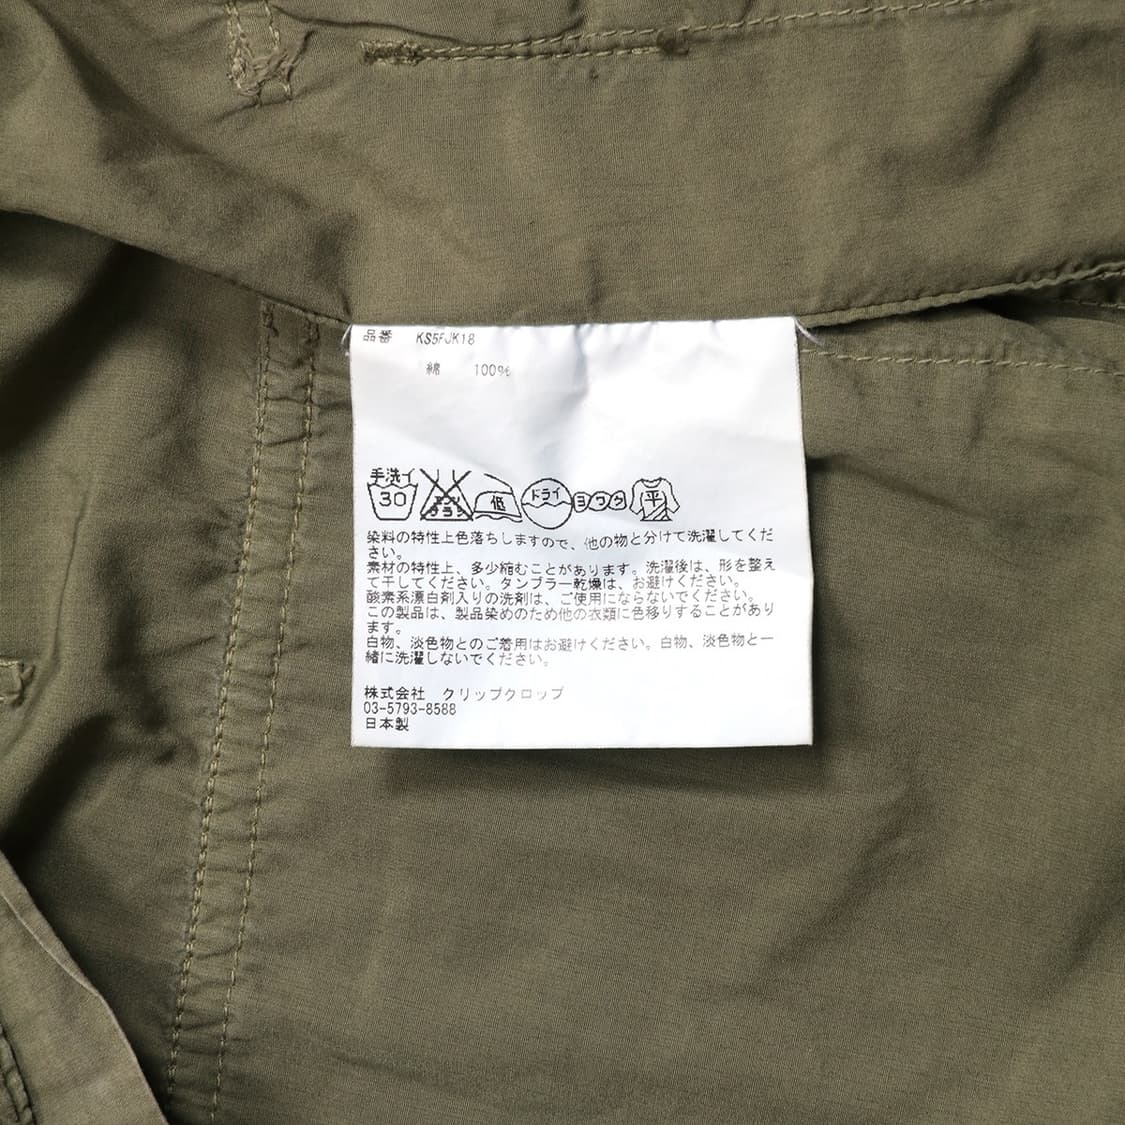 品番 KS5FJK18
綿 100%
手洗イ
30
エンソ サラシ
低
ドライ
ヨワク
平
染料の特性上色落ちしますので、他の物と分けて洗濯してくだ
さい。
素材の特性上、多少縮むことがあります。洗濯後は、形を整え
て干してください。タンブラー乾燥は、お避けください。
酸素系漂白剤入りの洗剤は、ご使用にならないでください。
この製品は、製品染めのため他の衣類に色移りすることがあり
ます。
白物、淡色物とのご着用はお避けください。白物、淡色物と一
緒に洗濯しないでください。
株式会社 クリップクロップ
03-5793-8588
日本製